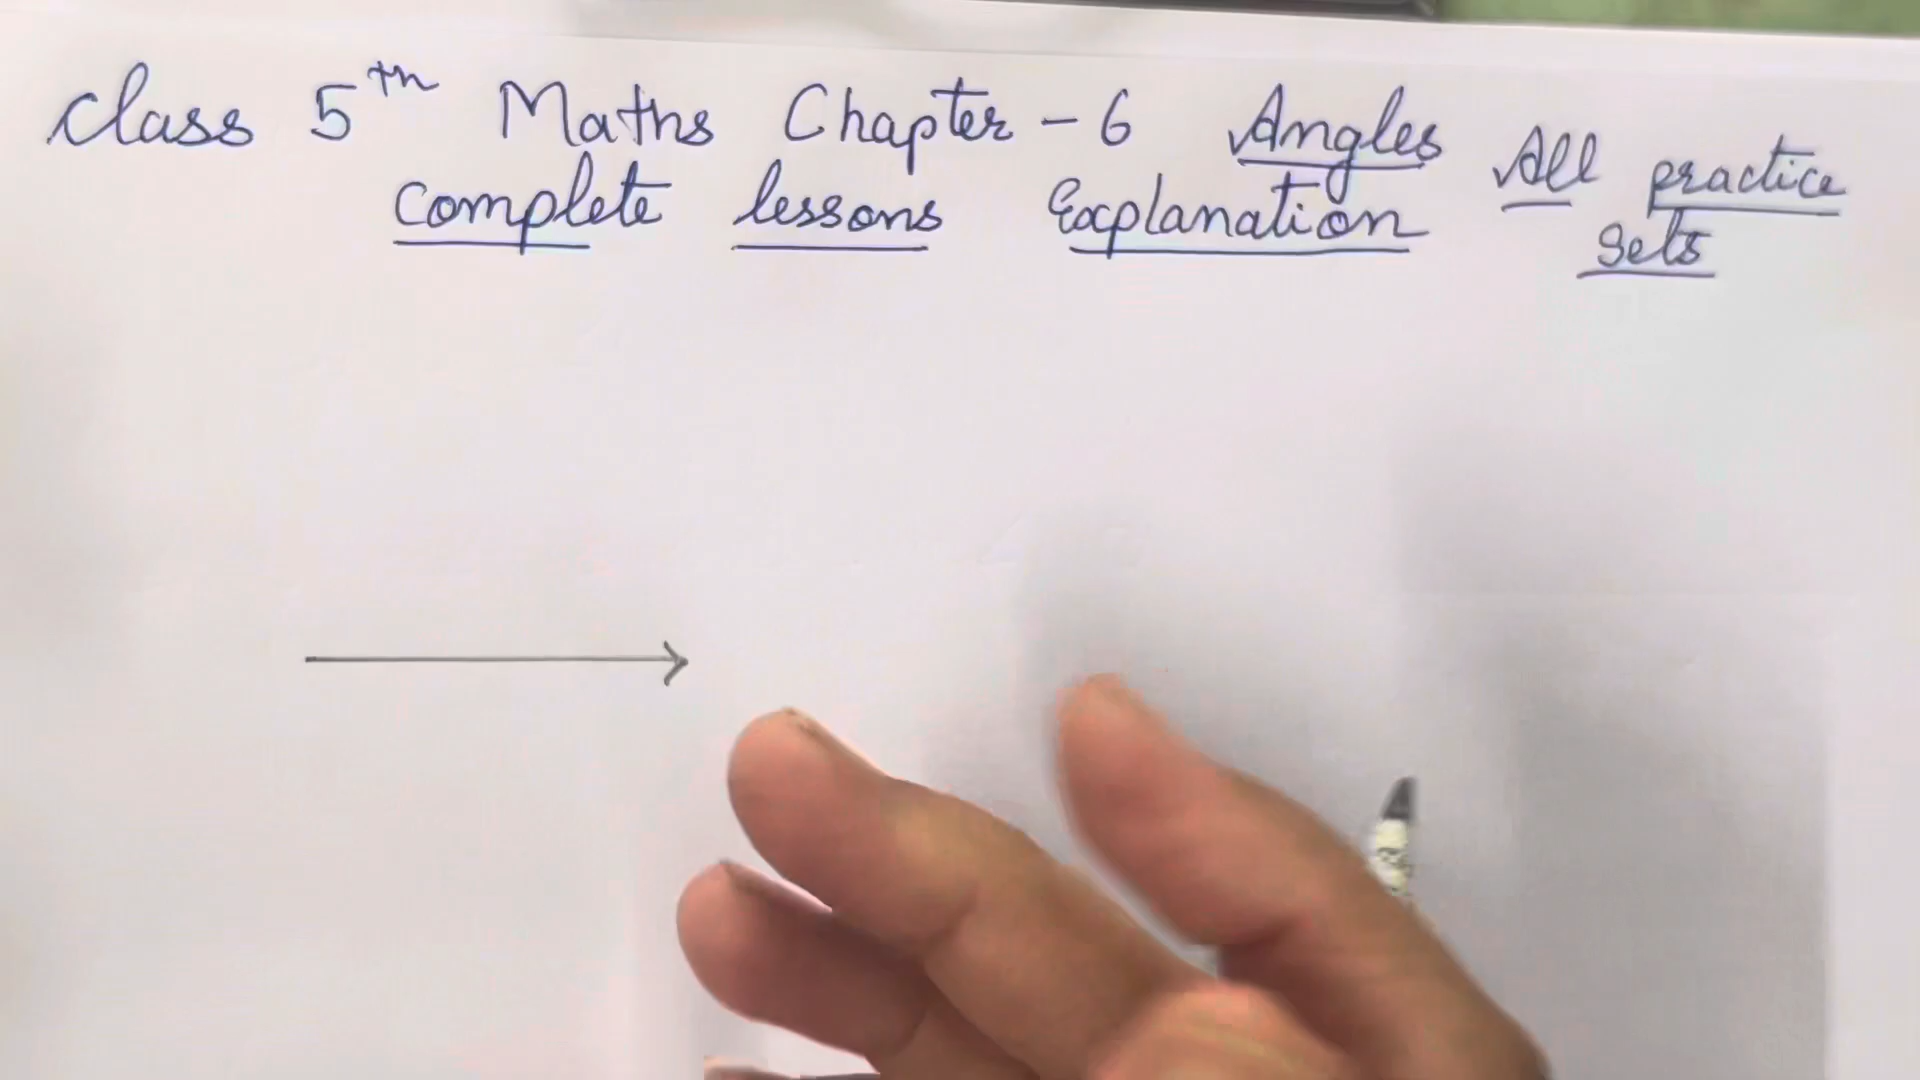 Class 5th Maths Chapter - 6 Angles All practice
Complete lessons Explanation Sets